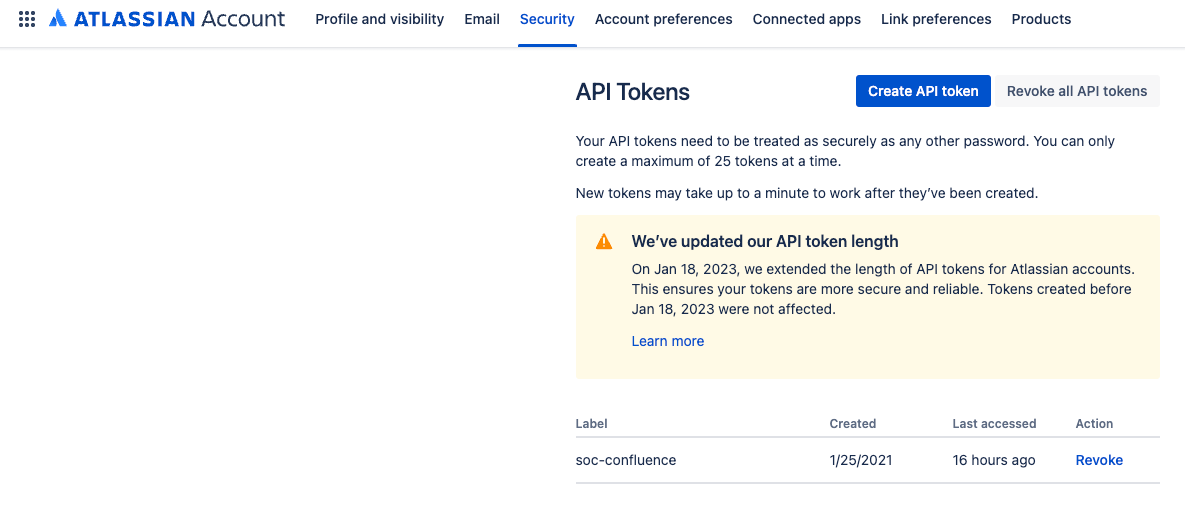 ATLASSIAN Account Profile and visibility Email Security Account preferences Connected apps Link preferences Products
API Tokens Create API token Revoke all API tokens
Your API tokens need to be treated as securely as any other password. You can only
create a maximum of 25 tokens at a time.
New tokens may take up to a minute to work after they’ve been created.
We’ve updated our API token length
On Jan 18, 2023, we extended the length of API tokens for Atlassian accounts.
This ensures your tokens are more secure and reliable. Tokens created before
Jan 18, 2023 were not affected.
Learn more
Label Created Last accessed Action
soc-confluence 1/25/2021 16 hours ago Revoke